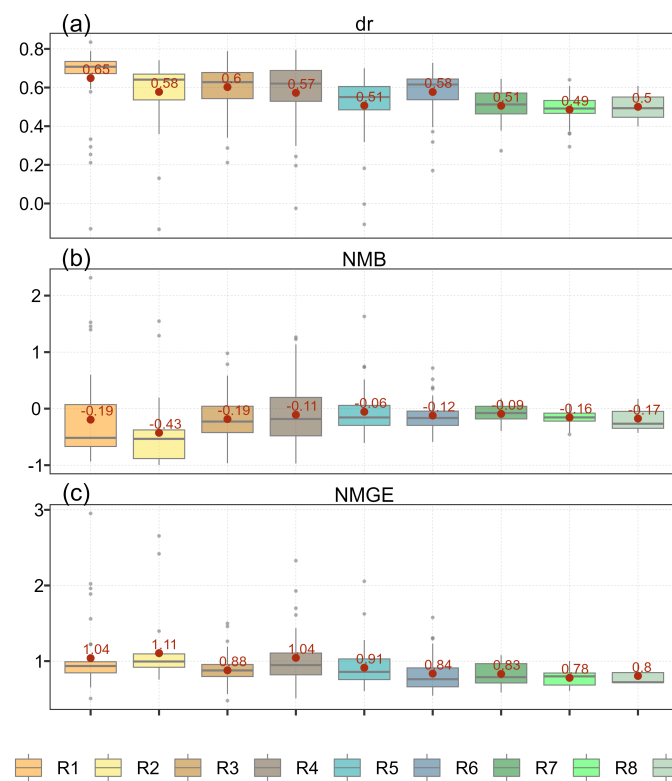 (a) dr
0.8
0.6
0.4
0.2
0.0
0.65 0.58 0.6 0.57 0.51 0.58 0.51 0.49 0.5
(b) NMB
2
1
-0
-1
-0.19 -0.43 -0.19 -0.11 -0.06 -0.12 -0.09 -0.16 -0.17
(c) NMGE
3
2
1
1.04 1.11 0.88 1.04 0.91 0.84 0.83 0.78 0.8
R1 R2 R3 R4 R5 R6 R7 R8